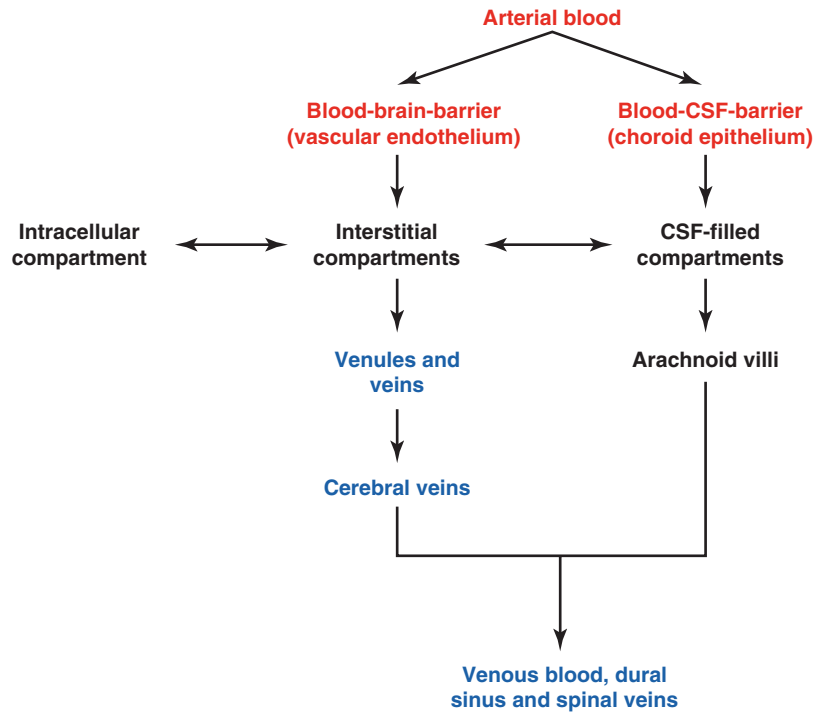 Arterial blood
Blood-brain-barrier
(vascular endothelium)
Blood-CSF-barrier
(choroid epithelium)
Intracellular
compartment
Interstitial
compartments
CSF-filled
compartments
Venules and
veins
Arachnoid villi
Cerebral veins
Venous blood, dural
sinus and spinal veins